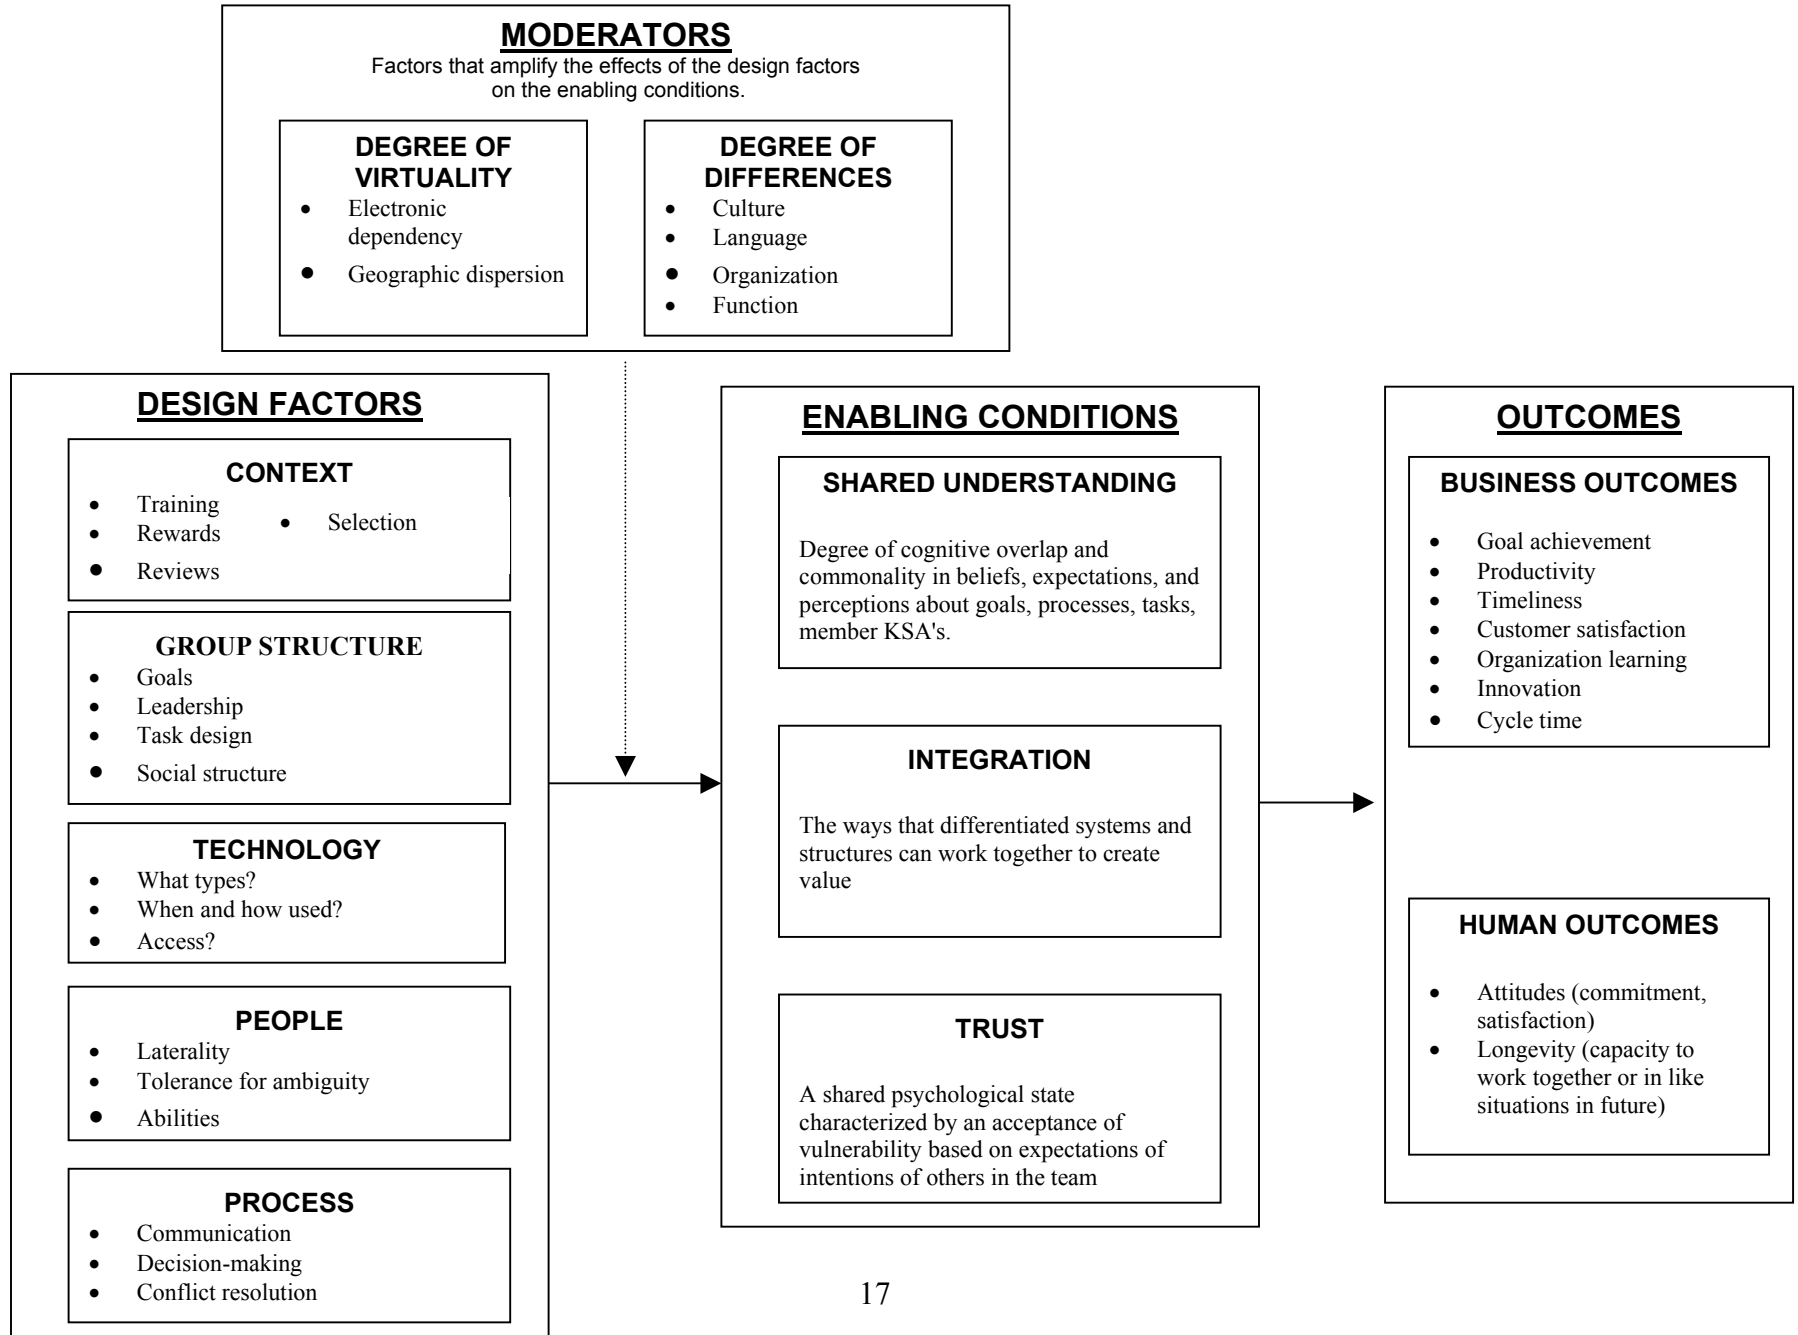 MODERATORS
Factors that amplify the effects of the design factors
on the enabling conditions.
DEGREE OF
VIRTUALITY
• Electronic
dependency
• Geographic dispersion
DEGREE OF
DIFFERENCES
• Culture
• Language
• Organization
• Function
DESIGN FACTORS
CONTEXT
• Training
• Rewards
• Reviews
• Selection
GROUP STRUCTURE
• Goals
• Leadership
• Task design
• Social structure
TECHNOLOGY
• What types?
• When and how used?
• Access?
PEOPLE
• Laterality
• Tolerance for ambiguity
• Abilities
PROCESS
• Communication
• Decision-making
• Conflict resolution
ENABLING CONDITIONS
SHARED UNDERSTANDING
Degree of cognitive overlap and
commonality in beliefs, expectations, and
perceptions about goals, processes, tasks,
member KSA's.
INTEGRATION
The ways that differentiated systems and
structures can work together to create
value
TRUST
A shared psychological state
characterized by an acceptance of
vulnerability based on expectations of
intentions of others in the team
OUTCOMES
BUSINESS OUTCOMES
• Goal achievement
• Productivity
• Timeliness
• Customer satisfaction
• Organization learning
• Innovation
• Cycle time
HUMAN OUTCOMES
• Attitudes (commitment,
satisfaction)
• Longevity (capacity to
work together or in like
situations in future)
17